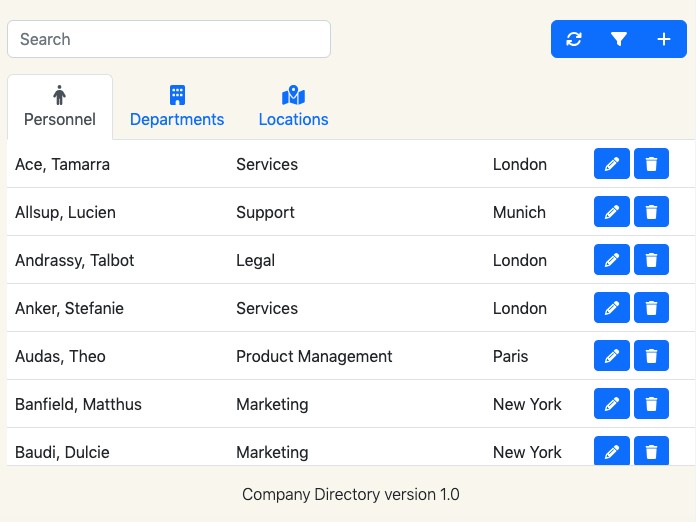 Search
Personnel
Departments
Locations
Ace, Tamarra Services London
Allsup, Lucien Support Munich
Andrassy, Talbot Legal London
Anker, Stefanie Services London
Audas, Theo Product Management Paris
Banfield, Matthus Marketing New York
Baudi, Dulcie Marketing New York
Company Directory version 1.0